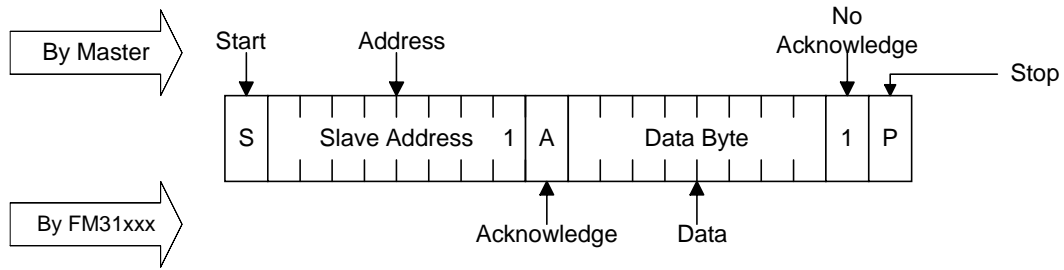 By Master
Start
Address
No
Acknowledge
Stop
S
Slave Address
1
A
Data Byte
1
P
By FM31xxx
Acknowledge
Data